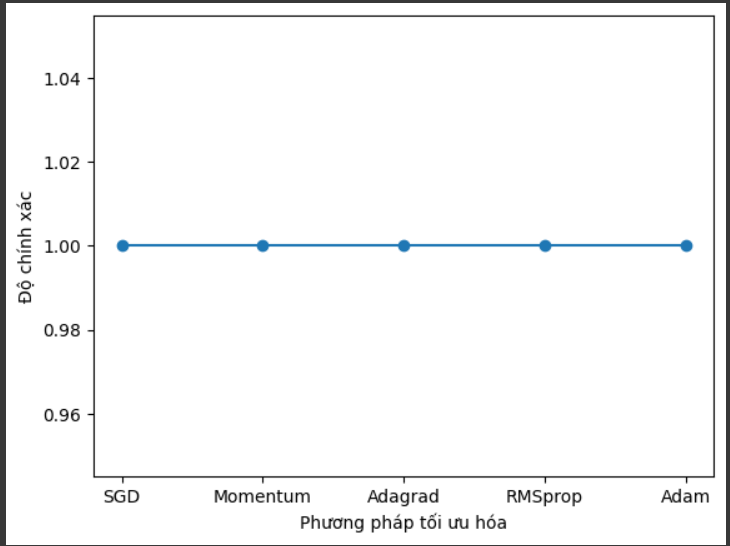 1.04
1.02
1.00
0.98
0.96
Độ chính xác
SGD Momentum Adagrad RMSprop Adam
Phương pháp tối ưu hóa